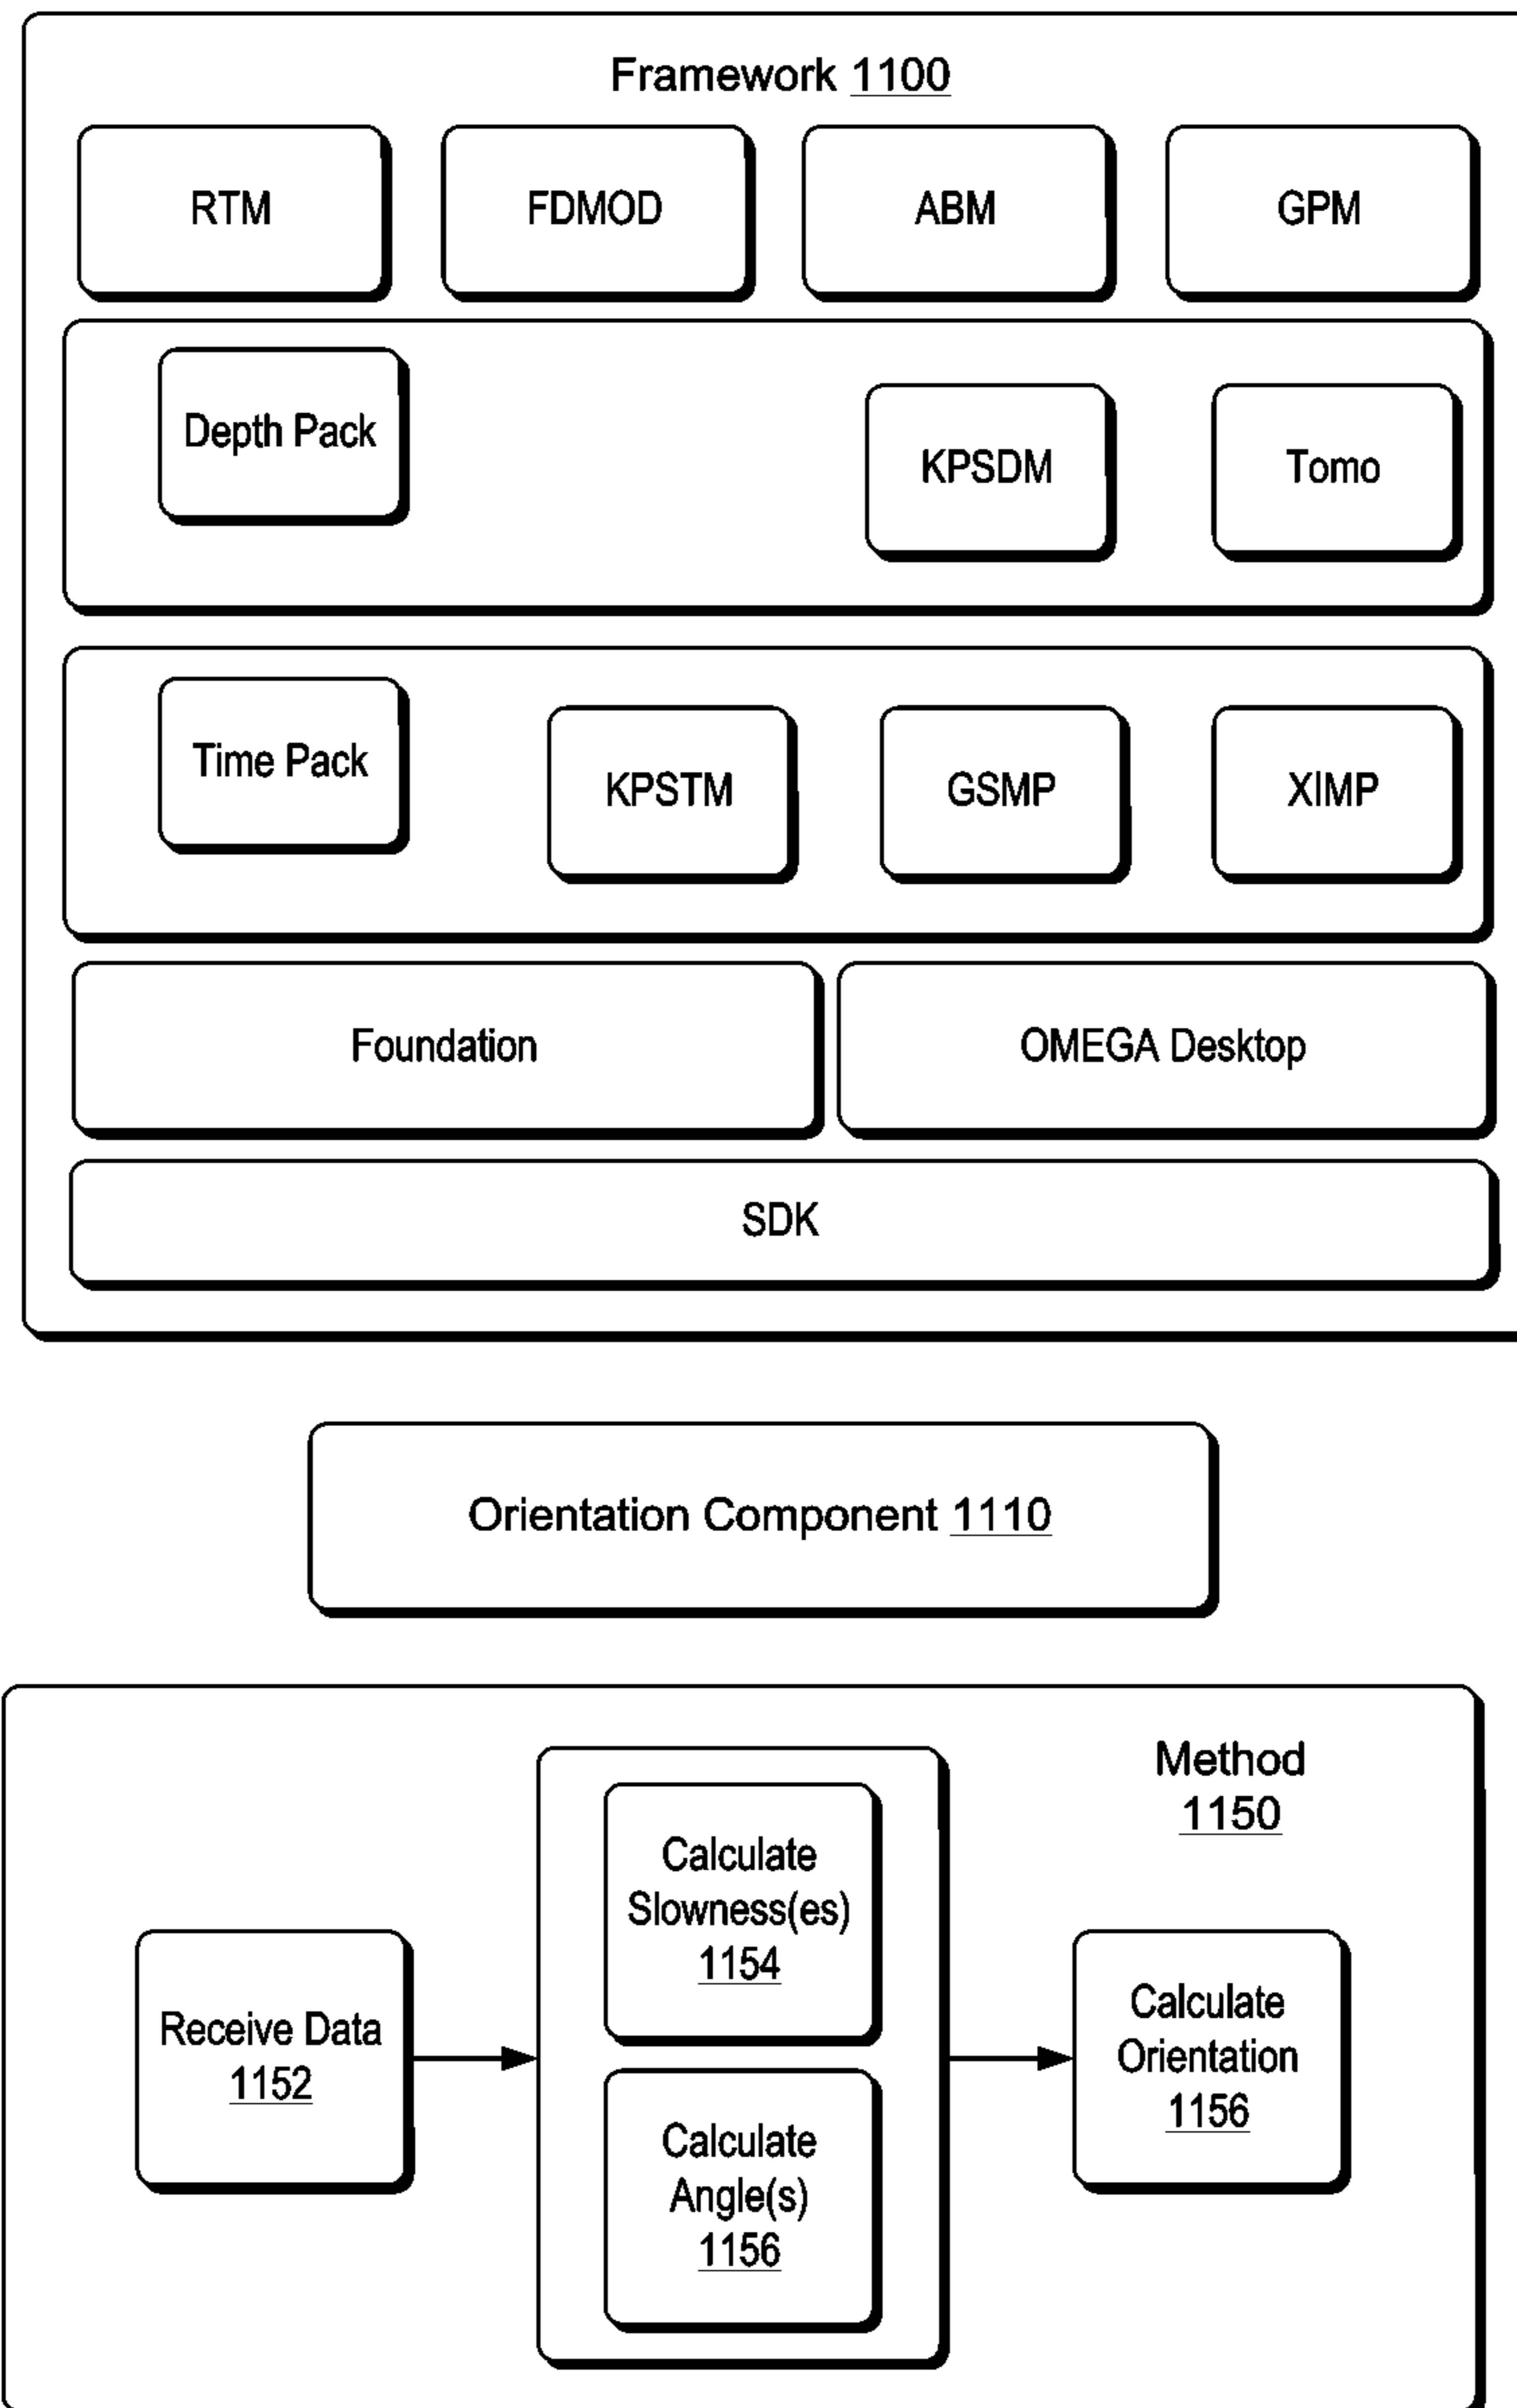 Framework 1100
RTM
FDMOD
ABM
GPM
Depth Pack
KPSDM
Tomo
Time Pack
KPSTM
GSMP
XIMP
Foundation
OMEGA Desktop
SDK
Orientation Component 1110
Method
1150
Receive Data
1152
Calculate
Slowness(es)
1154
Calculate
Angle(s)
1156
Calculate
Orientation
1156